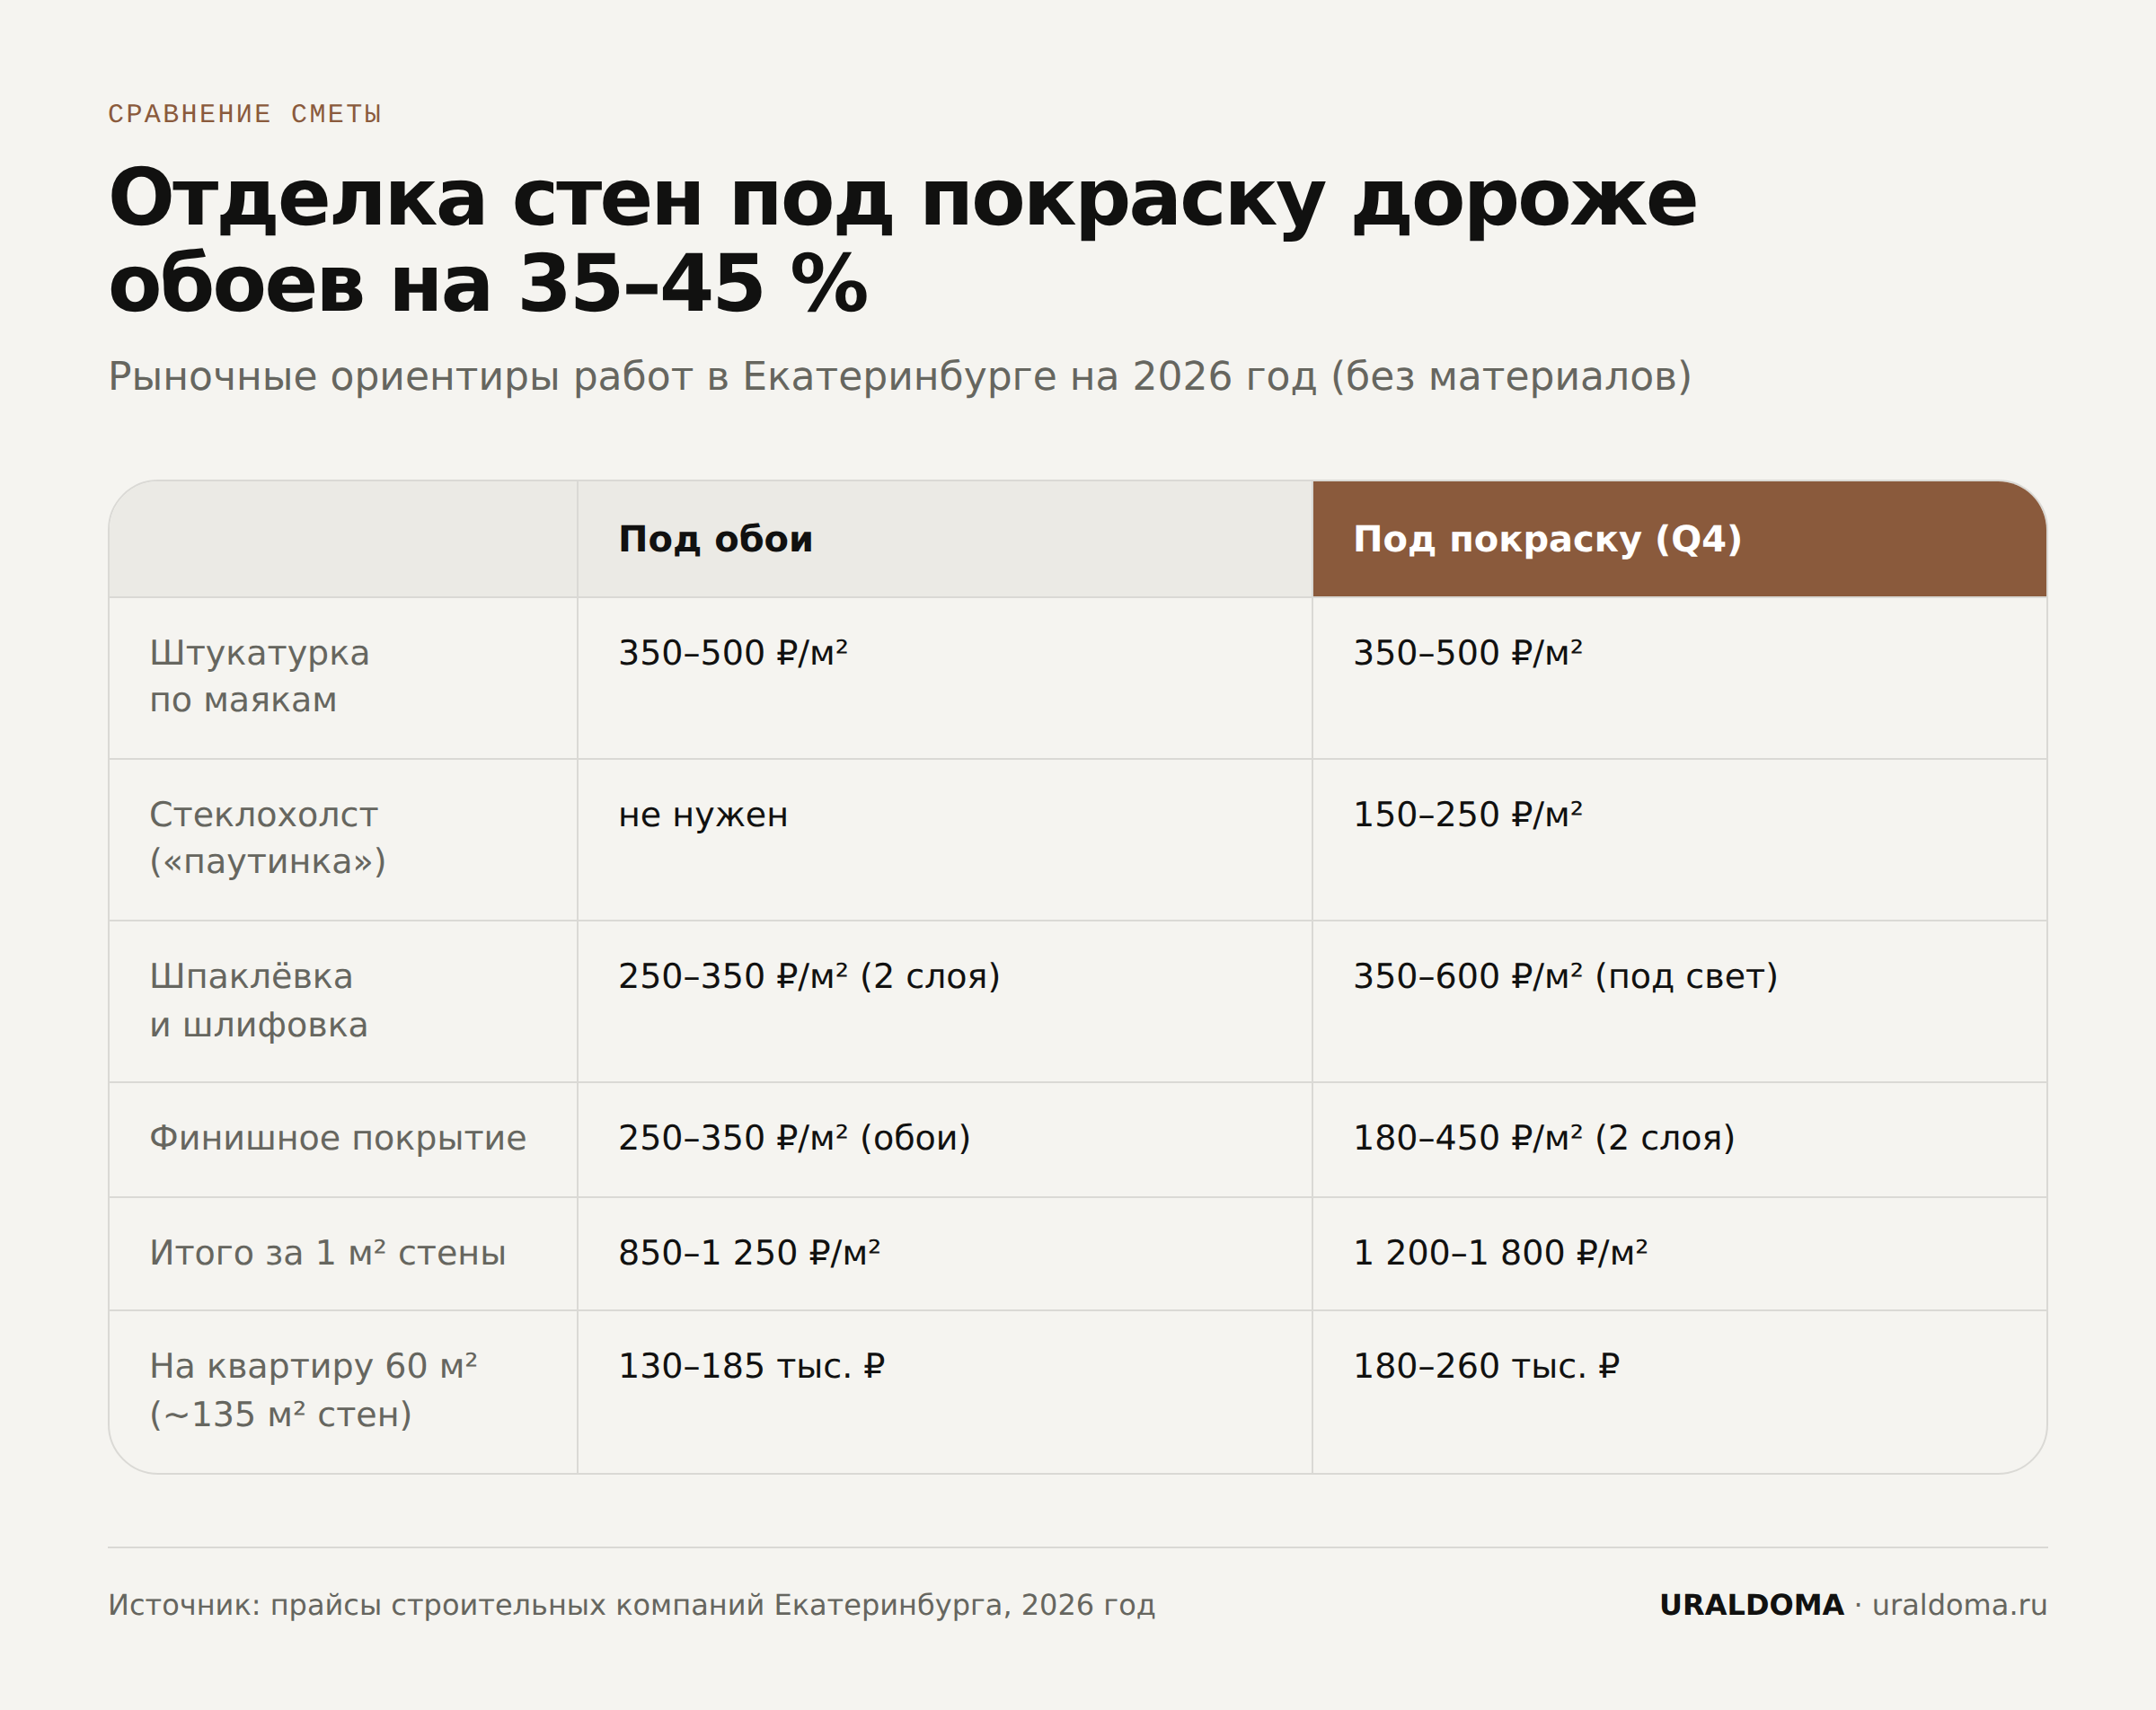 СРАВНЕНИЕ СМЕТЫ
Отделка стен под покраску дороже
обоев на 35–45 %
Рыночные ориентиры работ в Екатеринбурге на 2026 год (без материалов)
Под обои
Под покраску (Q4)
Штукатурка
по маякам
350–500 ₽/м²
350–500 ₽/м²
Стеклохолст
(«паутинка»)
не нужен
150–250 ₽/м²
Шпаклёвка
и шлифовка
250–350 ₽/м² (2 слоя)
350–600 ₽/м² (под свет)
Финишное покрытие
250–350 ₽/м² (обои)
180–450 ₽/м² (2 слоя)
Итого за 1 м² стены
850–1 250 ₽/м²
1 200–1 800 ₽/м²
На квартиру 60 м²
(~135 м² стен)
130–185 тыс. ₽
180–260 тыс. ₽
Источник: прайсы строительных компаний Екатеринбурга, 2026 год
URALDOMA · uraldoma.ru